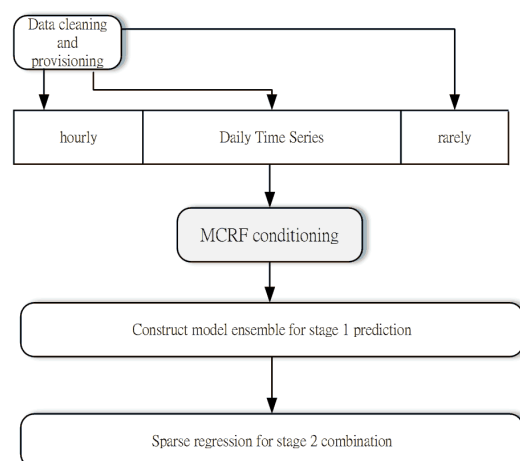 Data cleaning
and
provisioning
hourly
Daily Time Series
rarely
MCRF conditioning
Construct model ensemble for stage 1 prediction
Sparse regression for stage 2 combination